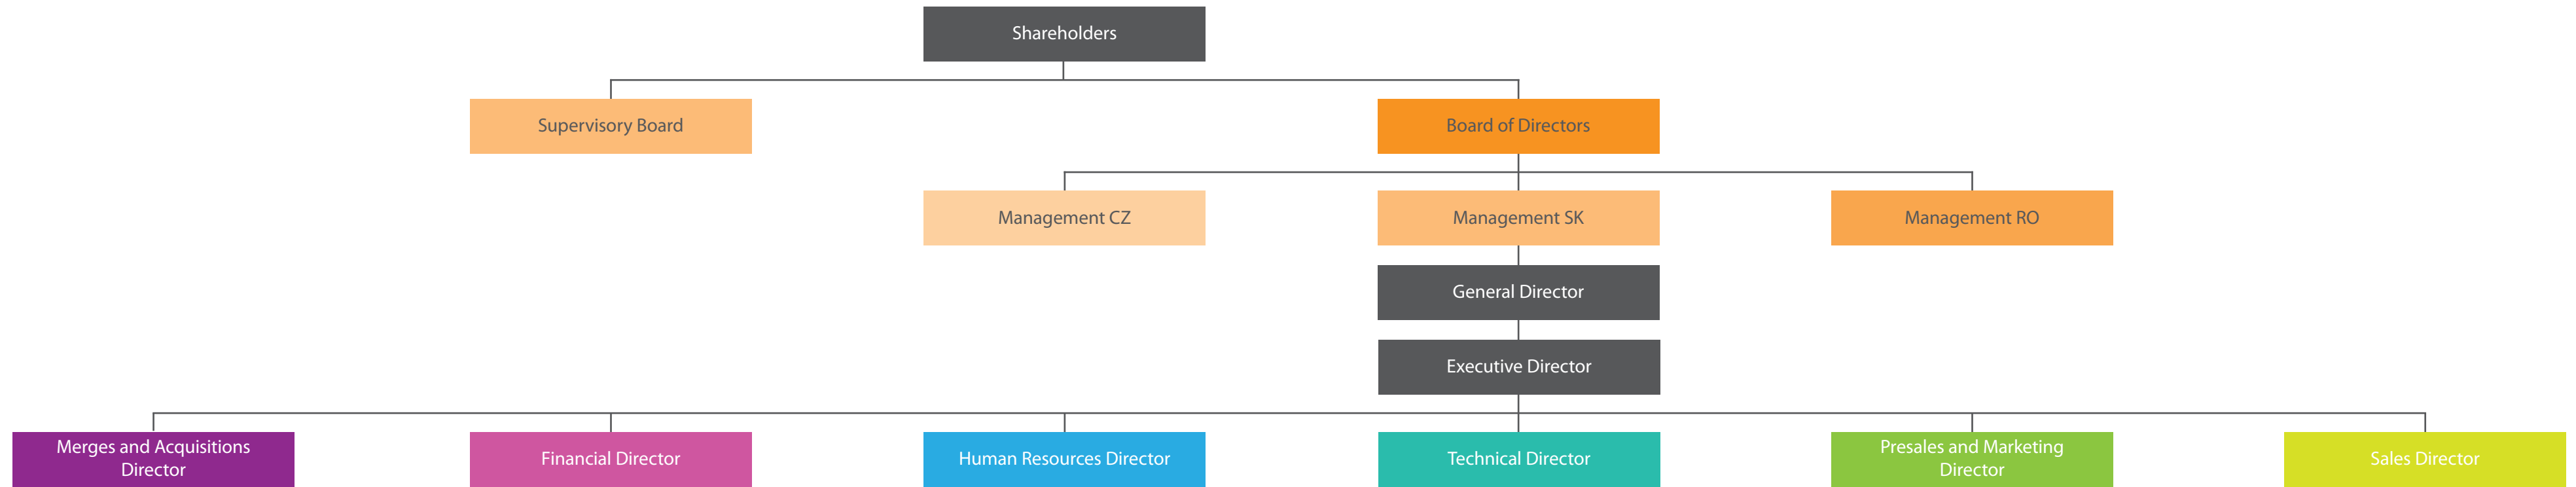 Shareholders
Supervisory Board
Board of Directors
Management CZ
Management SK
Management RO
General Director
Executive Director
Merges and Acquisitions
Director
Financial Director
Human Resources Director
Technical Director
Presales and Marketing
Director
Sales Director